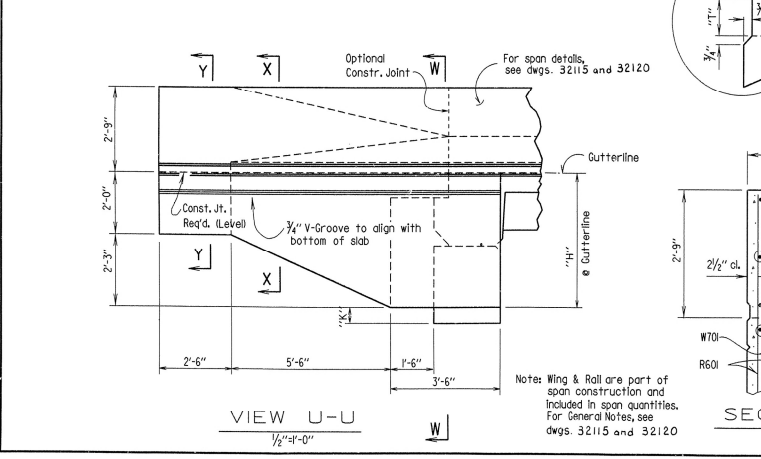 "T"
3/4"
Y
X
Optional
Constr. Joint
W
For span details,
see dwgs. 32115 and 32120
2'-9"
Gutterline
2'-0"
Const. Jt.
Req'd. (Level)
3/4" V-Groove to align with
bottom of slab
"H"
@ Gutterline
2'-3"
Y
X
"K"
2'-6"
5'-6"
1'-6"
3'-6"
2'-9"
2 1/2" cl.
W701
R601
Note: Wing & Rail are part of
span construction and
included in span quantities.
For General Notes, see
dwgs. 32115 and 32120
VIEW U-U
1/2"=1'-0"
W